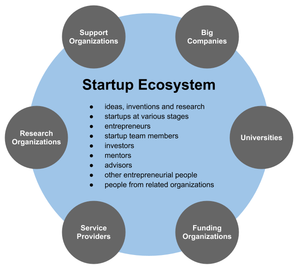 Support
Organizations
Big
Companies
Startup Ecosystem
● ideas, inventions and research
● startups at various stages
● entrepreneurs
● startup team members
● investors
● mentors
● advisors
● other entrepreneurial people
● people from related organizations
Research
Organizations
Universities
Service
Providers
Funding
Organizations